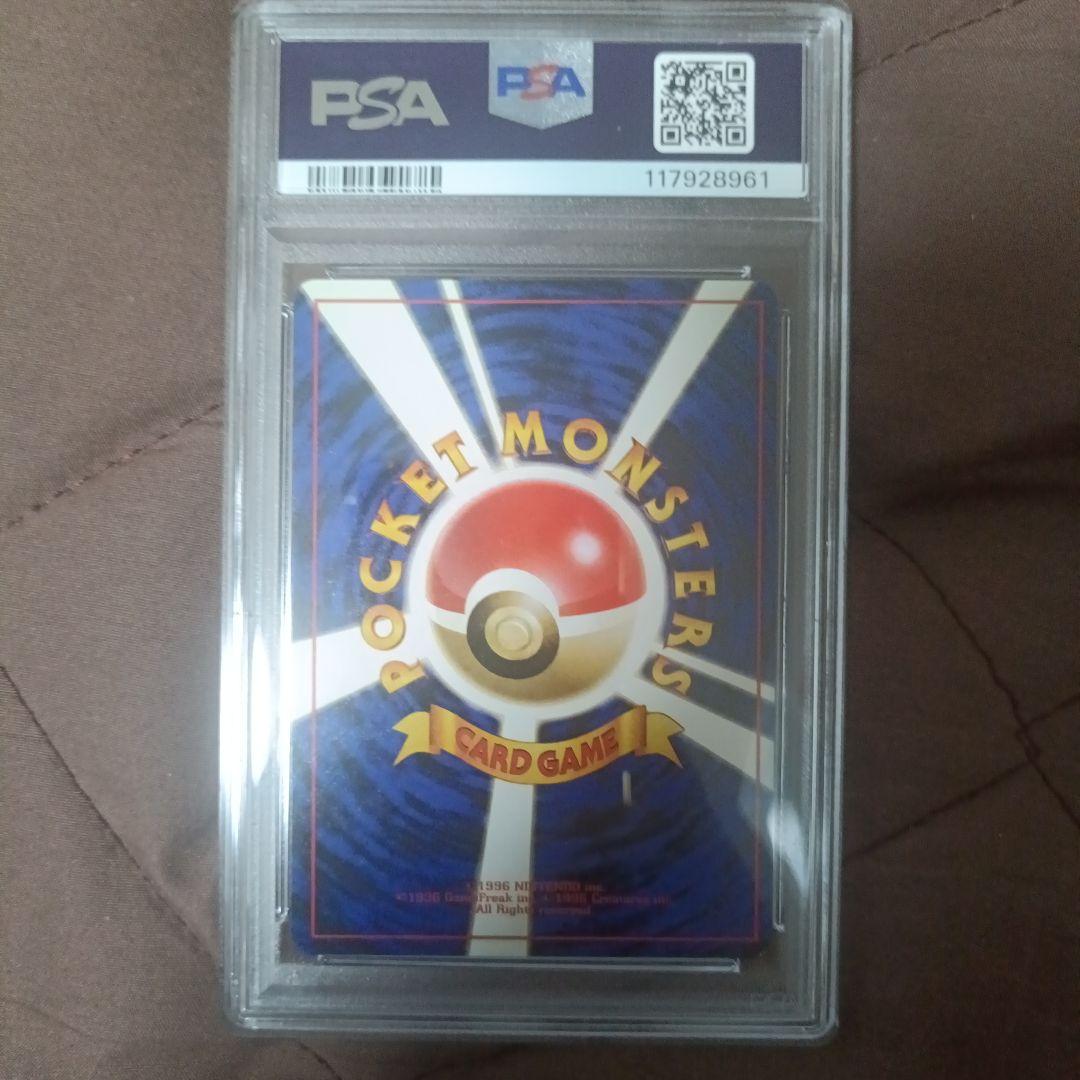 PSA
PSA
117928961
POCKET MONSTERS
CARD GAME
©1996 NINTENDO inc.
©1996 GameFreak inc. • 1996 Creatures inc.
All Rights reserved